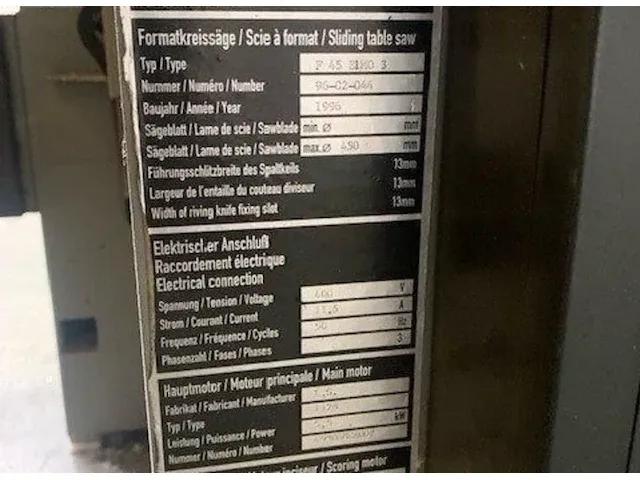 Formatkreissäge / Scie à format / Sliding table saw
Typ / Type F 45 ELMO 3
Nummer / Numéro / Number 96-02-044
Baujahr / Année / Year 1996
Sägeblatt / Lame de scie / Sawblade min. ø mm
Sägeblatt / Lame de scie / Sawblade max. ø 450 mm
Führungsschlitzbreite des Spaltkeils 13mm
Largeur de l'entaille du couteau diviseur 13mm
Width of riving knife fixing slot 13mm
Elektrischer Anschluß
Raccordement électrique
Electrical connection
Spannung / Tension / Voltage 400 V
Strom / Courant / Current 11,5 A
Frequenz / Fréquence / Cycles 50 Hz
Phasenzahl / Fases / Phases 3
Hauptmotor / Moteur principale / Main motor
Fabrikat / Fabricant / Manufacturer
Typ / Type
Leistung / Puissance / Power kW
Nummer / Numéro / Number
/ Scoring motor